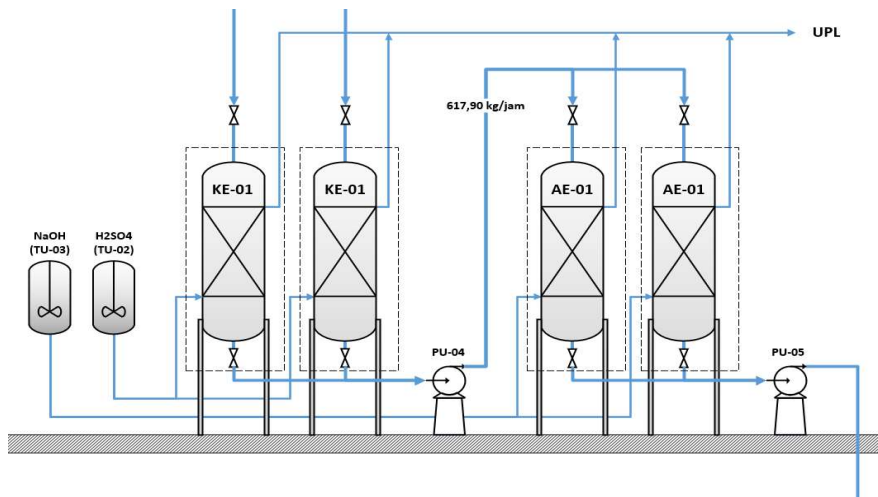 UPL
617,90 kg/jam
KE-01
KE-01
AE-01
AE-01
NaOH
(TU-03)
H2SO4
(TU-02)
PU-04
PU-05